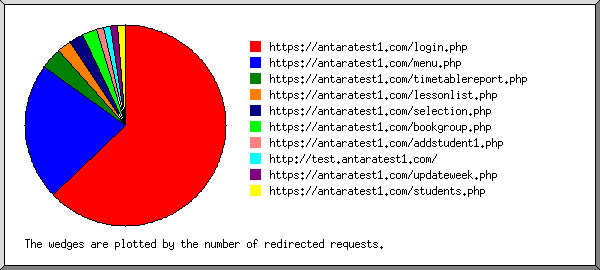 https://antaratest1.com/login.php
https://antaratest1.com/menu.php
https://antaratest1.com/timetablereport.php
https://antaratest1.com/lessonlist.php
https://antaratest1.com/selection.php
https://antaratest1.com/bookgroup.php
https://antaratest1.com/addstudent1.php
http://test.antaratest1.com/
https://antaratest1.com/updateweek.php
https://antaratest1.com/students.php
The wedges are plotted by the number of redirected requests.